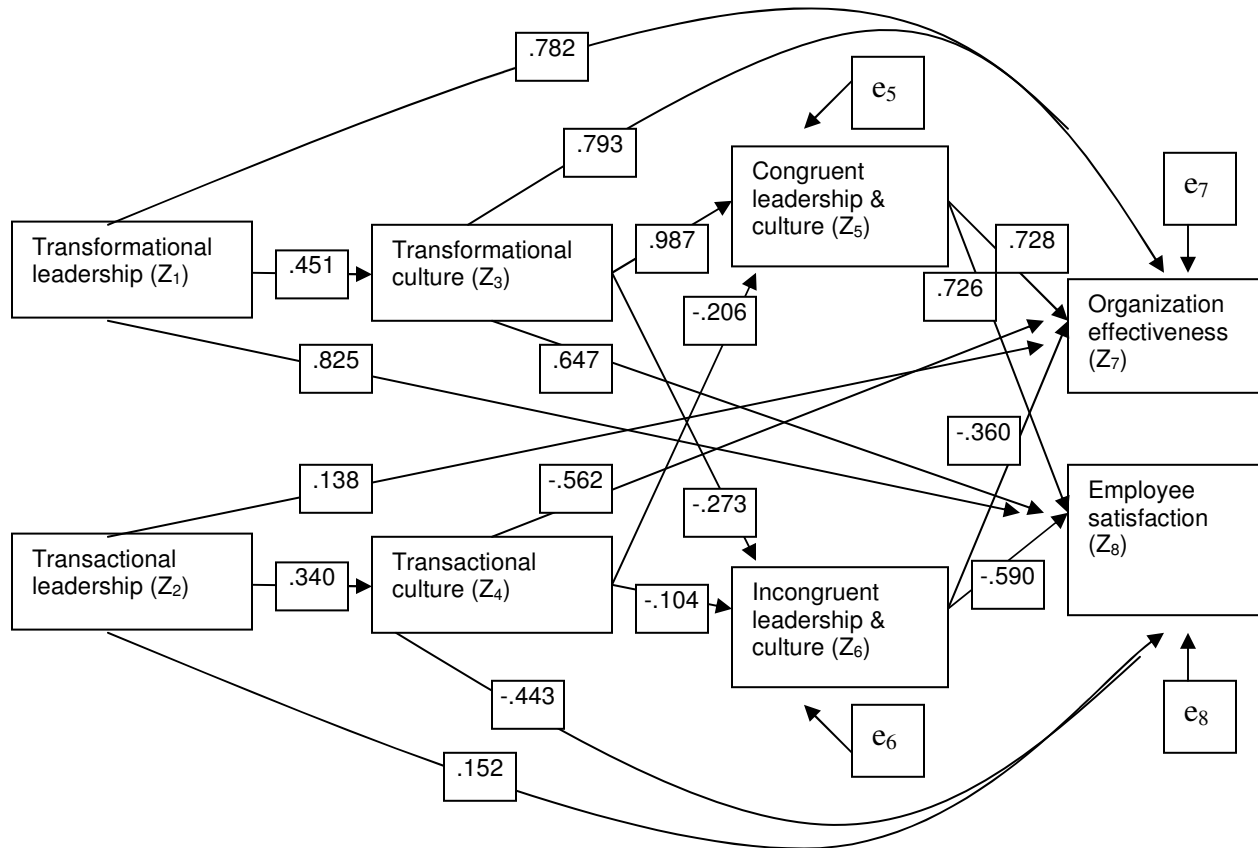 .782
e5
.793
Congruent
leadership &
culture (Z5)
e7
Transformational
leadership (Z1)
.451
Transformational
culture (Z3)
.987
.728
.726
Organization
effectiveness
(Z7)
-.206
.825
.647
-.360
.138
-.562
Employee
satisfaction
(Z8)
-.273
Transactional
leadership (Z2)
.340
Transactional
culture (Z4)
-.104
Incongruent
leadership &
culture (Z6)
-.590
-.443
e6
e8
.152